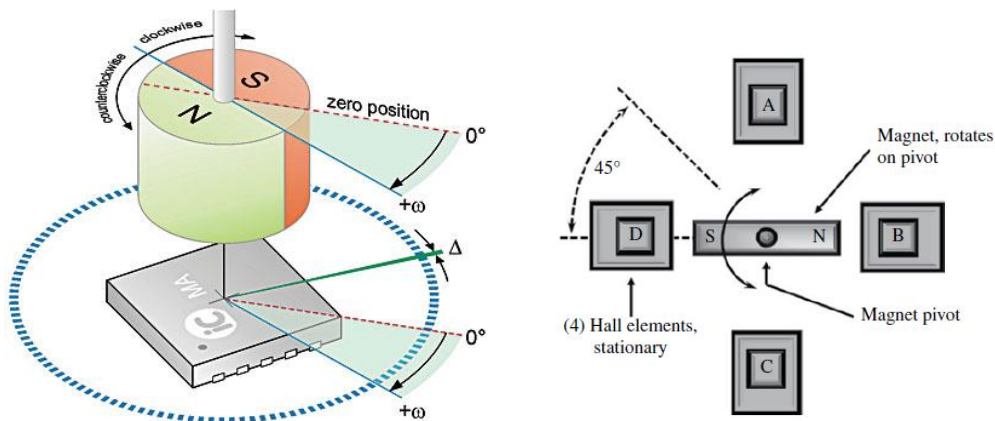 clockwise
counterclockwise
S
N
zero position
0°
+ω
Δ
iC
MA
0°
+ω
A
Magnet, rotates
on pivot
45°
D
S
N
B
(4) Hall elements,
stationary
Magnet pivot
C